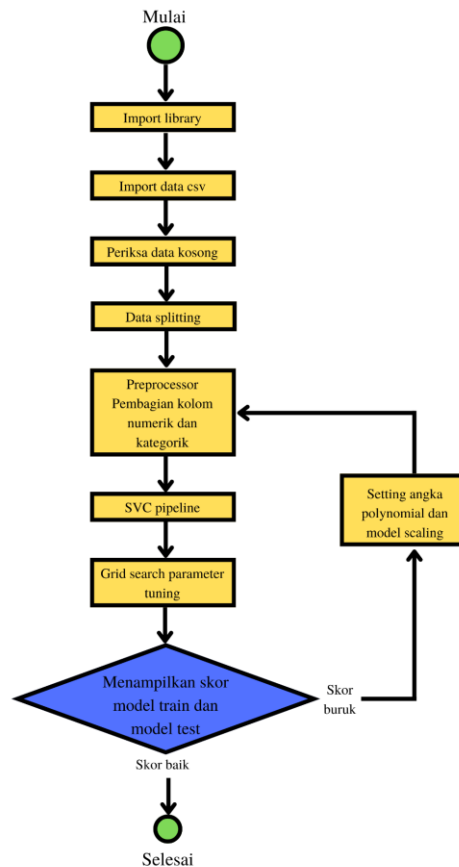 Mulai
Import library
Import data csv
Periksa data kosong
Data splitting
Preprocessor
Pembagian kolom
numerik dan
kategorik
SVC pipeline
Grid search parameter
tuning
Menampilkan skor
model train dan
model test
Skor
buruk
Setting angka
polynomial dan
model scaling
Skor baik
Selesai